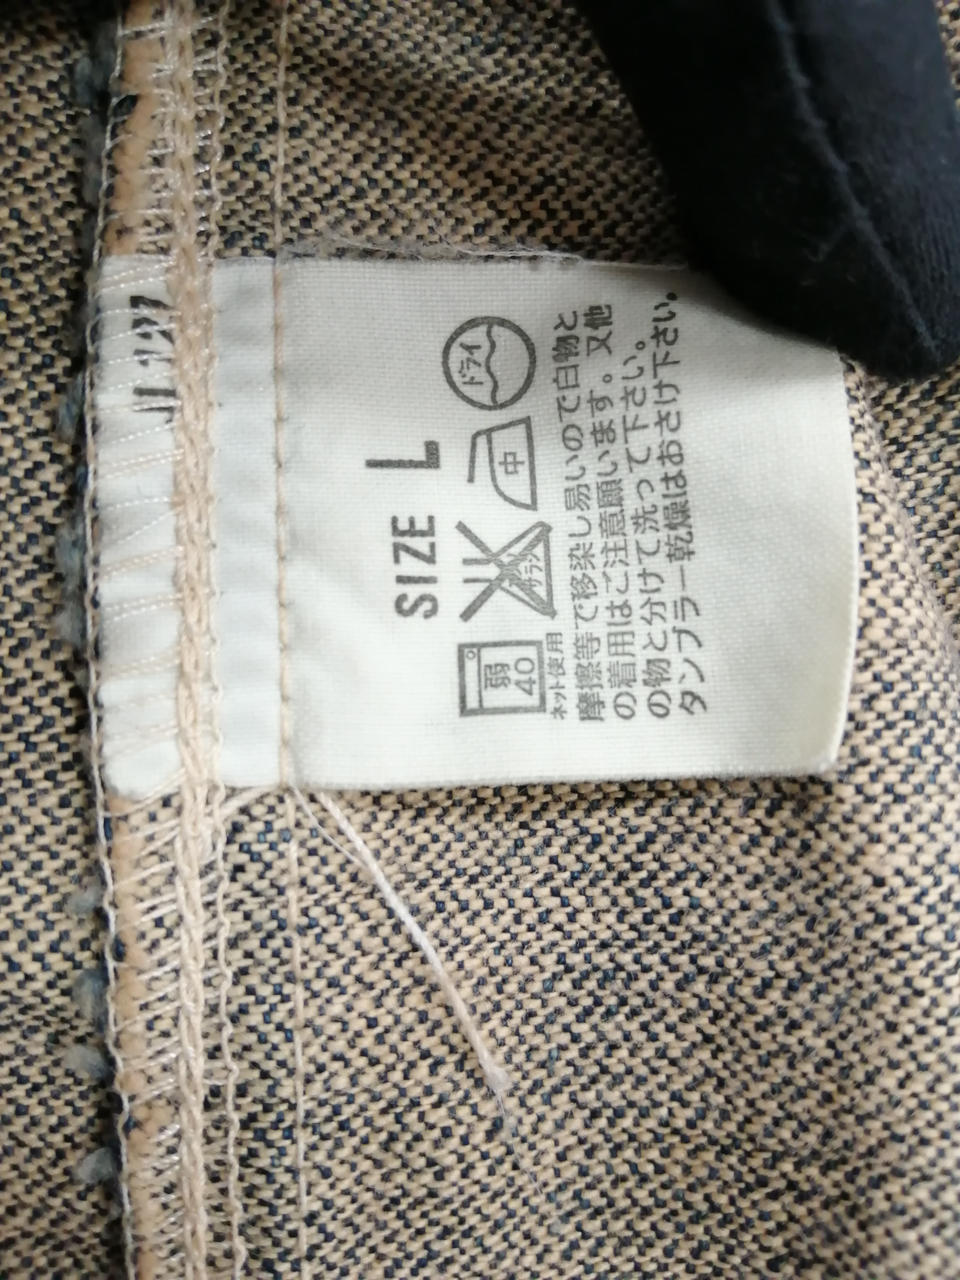 SIZE L
弱 40 エンソサラシ 中 ドライ
ネット使用
摩擦等で移染し易いので白物と
の着用はご注意願います。又他
の物と分けて洗って下さい。
タンブラー乾燥はおさけ下さい。